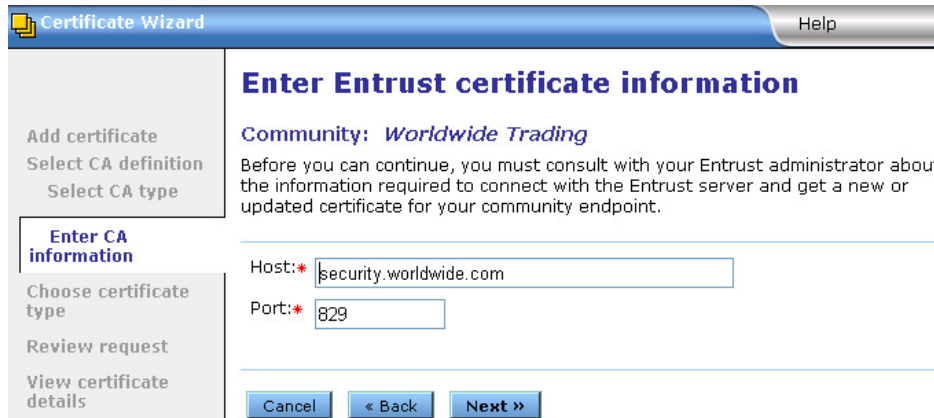 Certificate Wizard
Help
Add certificate
Select CA definition
Select CA type
Enter CA
information
Choose certificate
type
Review request
View certificate
details
Enter Entrust certificate information
Community: Worldwide Trading
Before you can continue, you must consult with your Entrust administrator abou
the information required to connect with the Entrust server and get a new or
updated certificate for your community endpoint.
Host:* security.worldwide.com
Port:* 829
Cancel
« Back
Next »